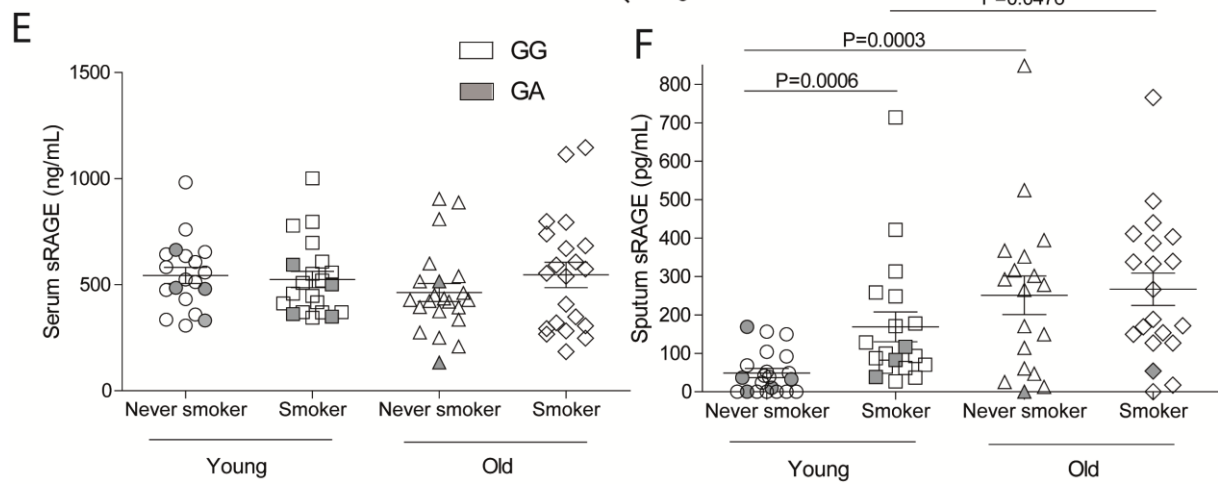 E
GG
GA
1500
1000
500
0
Serum sRAGE (ng/mL)
Never smoker
Smoker
Never smoker
Smoker
Young
Old
F
P=0.0003
P=0.0006
800
700
600
500
400
300
200
100
0
Sputum sRAGE (pg/mL)
Never smoker
Smoker
Never smoker
Smoker
Young
Old